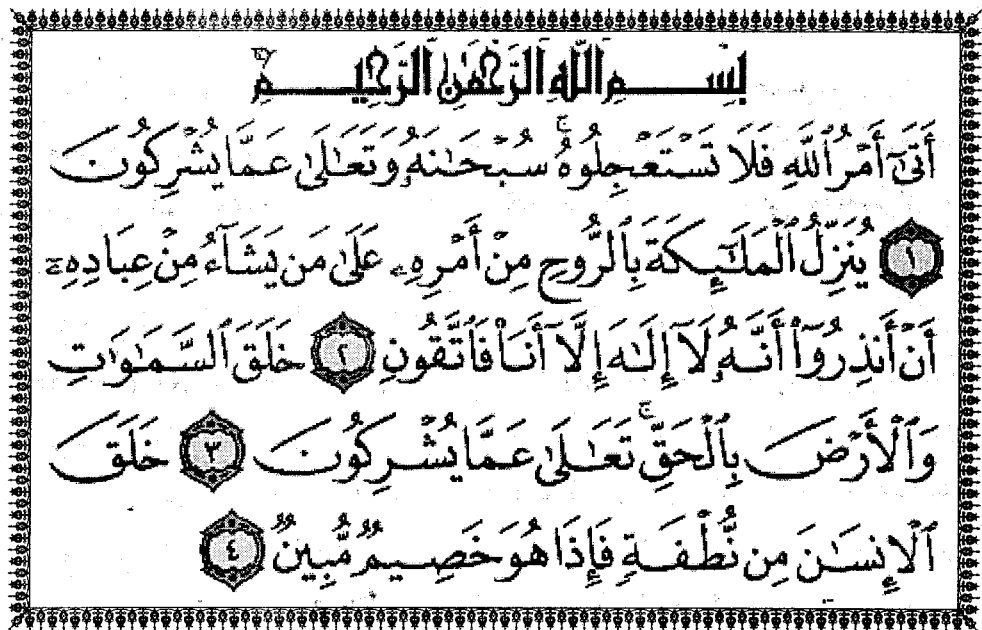 بِسْمِ ٱللَّهِ ٱلرَّحْمَٰنِ ٱلرَّحِيمِ
أَتَىٰٓ أَمْرُ ٱللَّهِ فَلَا تَسْتَعْجِلُوهُۚ سُبْحَٰنَهُۥ وَتَعَٰلَىٰ عَمَّا يُشْرِكُونَ
١ يُنَزِّلُ ٱلْمَلَٰٓئِكَةَ بِٱلرُّوحِ مِنْ أَمْرِهِۦ عَلَىٰ مَن يَشَآءُ مِنْ عِبَادِهِۦٓ
أَنْ أَنذِرُوٓا۟ أَنَّهُۥ لَآ إِلَٰهَ إِلَّآ أَنَا۠ فَٱتَّقُونِ ٢ خَلَقَ ٱلسَّمَٰوَٰتِ
وَٱلْأَرْضَ بِٱلْحَقِّۚ تَعَٰلَىٰ عَمَّا يُشْرِكُونَ ٣ خَلَقَ
ٱلْإِنسَٰنَ مِن نُّطْفَةٍ فَإِذَا هُوَ خَصِيمٌ مُّبِينٌ ٤